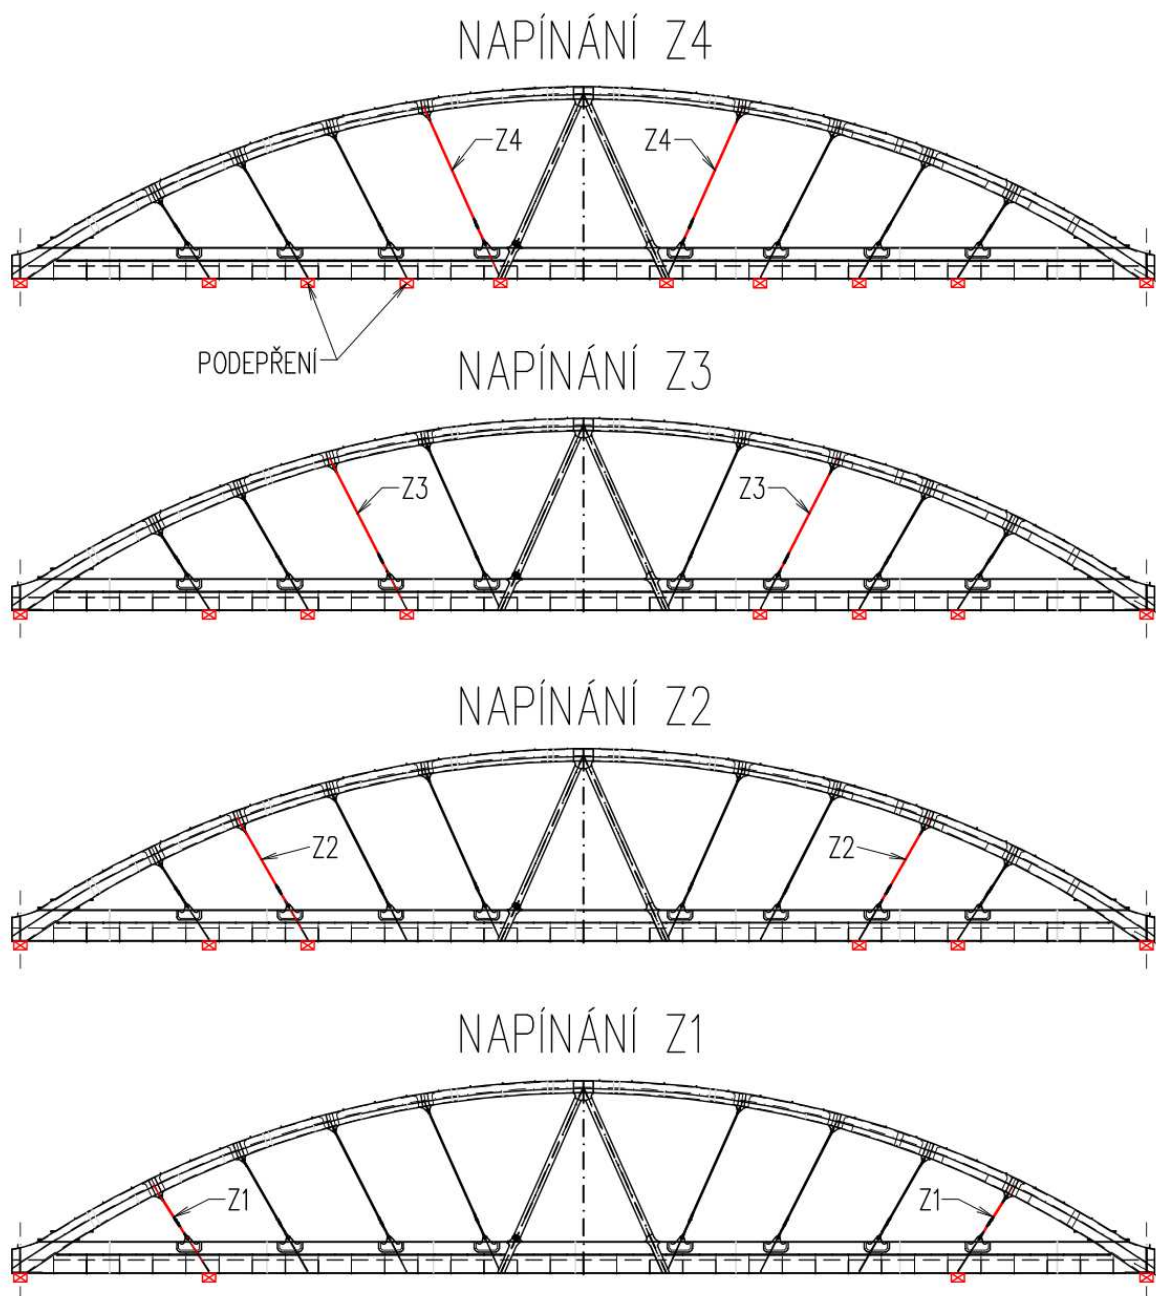 NAPÍNÁNÍ Z4
Z4
Z4
PODEPŘENÍ
NAPÍNÁNÍ Z3
Z3
Z3
NAPÍNÁNÍ Z2
Z2
Z2
NAPÍNÁNÍ Z1
Z1
Z1